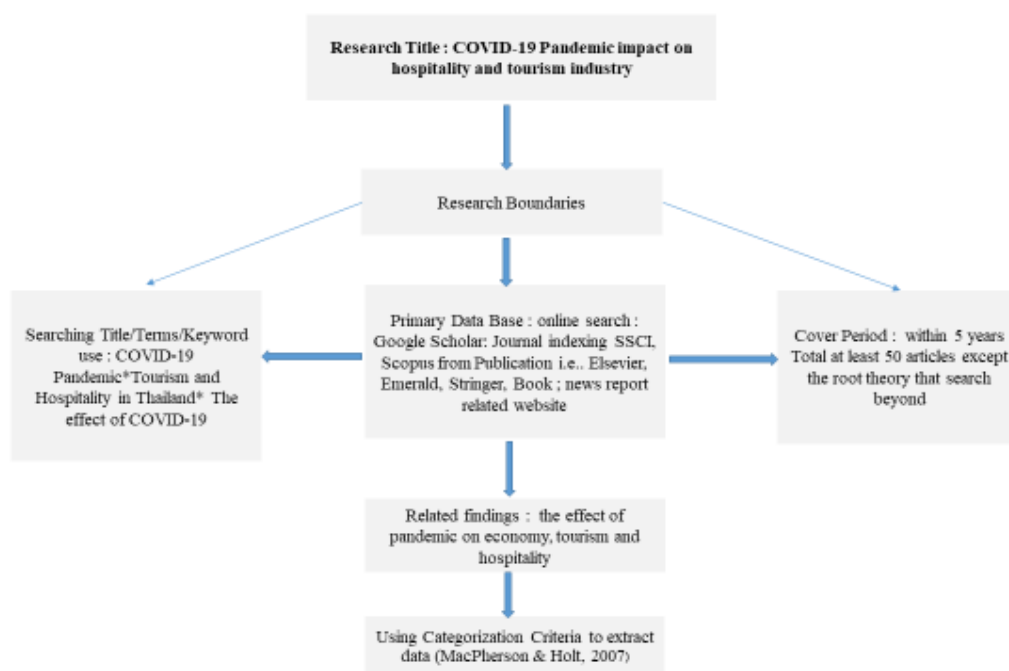 Research Title : COVID-19 Pandemic impact on
hospitality and tourism industry
Research Boundaries
Searching Title/Terms/Keyword
use : COVID-19
Pandemic*Tourism and
Hospitality in Thailand* The
effect of COVID-19
Primary Data Base : online search :
Google Scholar: Journal indexing SSCI,
Scopus from Publication i.e.. Elsevier,
Emerald, Stringer, Book ; news report
related website
Cover Period : within 5 years
Total at least 50 articles except
the root theory that search
beyond
Related findings : the effect of
pandemic on economy, tourism and
hospitality
Using Categorization Criteria to extract
data (MacPherson & Holt, 2007)